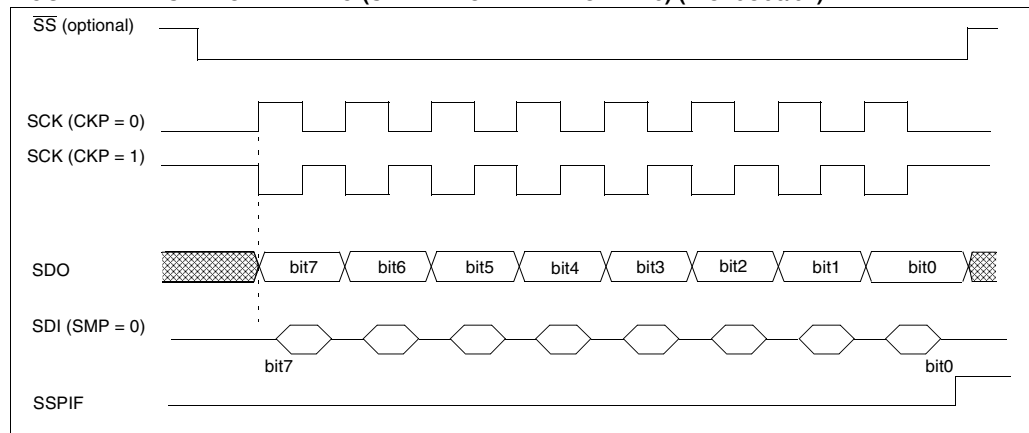 SS (optional)
SCK (CKP = 0)
SCK (CKP = 1)
SDO bit7 bit6 bit5 bit4 bit3 bit2 bit1 bit0
SDI (SMP = 0)
bit7 bit0
SSPIF